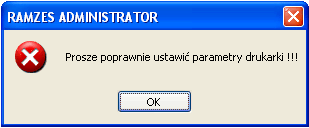 RAMZES ADMINISTRATOR
Prosze poprawnie ustawić parametry drukarki !!!
OK